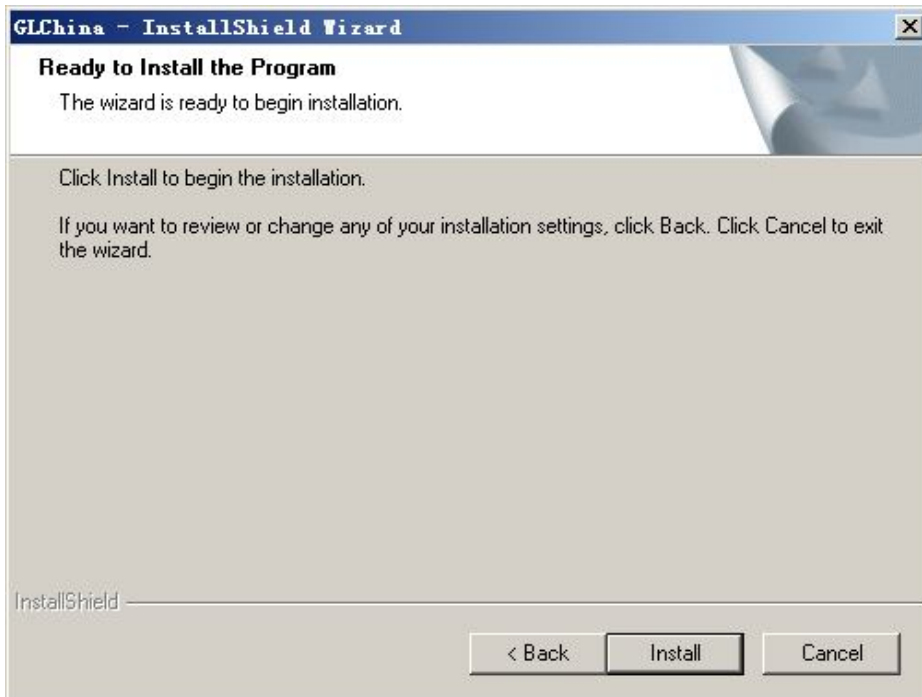 GLChina - InstallShield Wizard
Ready to Install the Program
The wizard is ready to begin installation.
Click Install to begin the installation.
If you want to review or change any of your installation settings, click Back. Click Cancel to exit
the wizard.
InstallShield
< Back Install Cancel